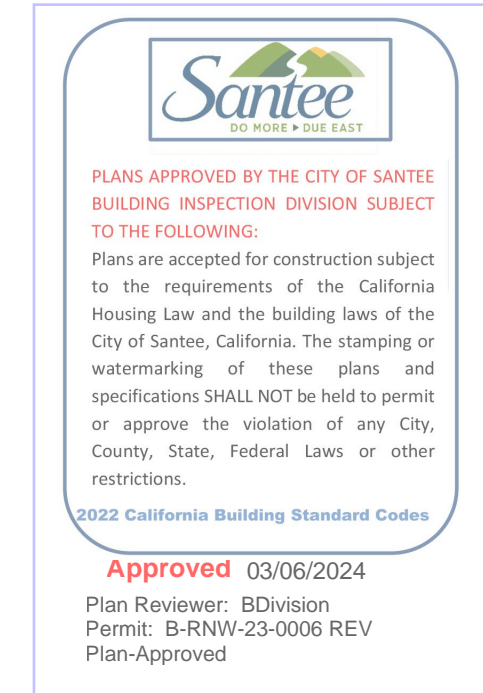 Santee
DO MORE ▶ DUE EAST
PLANS APPROVED BY THE CITY OF SANTEE
BUILDING INSPECTION DIVISION SUBJECT
TO THE FOLLOWING:
Plans are accepted for construction subject
to the requirements of the California
Housing Law and the building laws of the
City of Santee, California. The stamping or
watermarking of these plans and
specifications SHALL NOT be held to permit
or approve the violation of any City,
County, State, Federal Laws or other
restrictions.
2022 California Building Standard Codes
Approved 03/06/2024
Plan Reviewer: BDivision
Permit: B-RNW-23-0006 REV
Plan-Approved